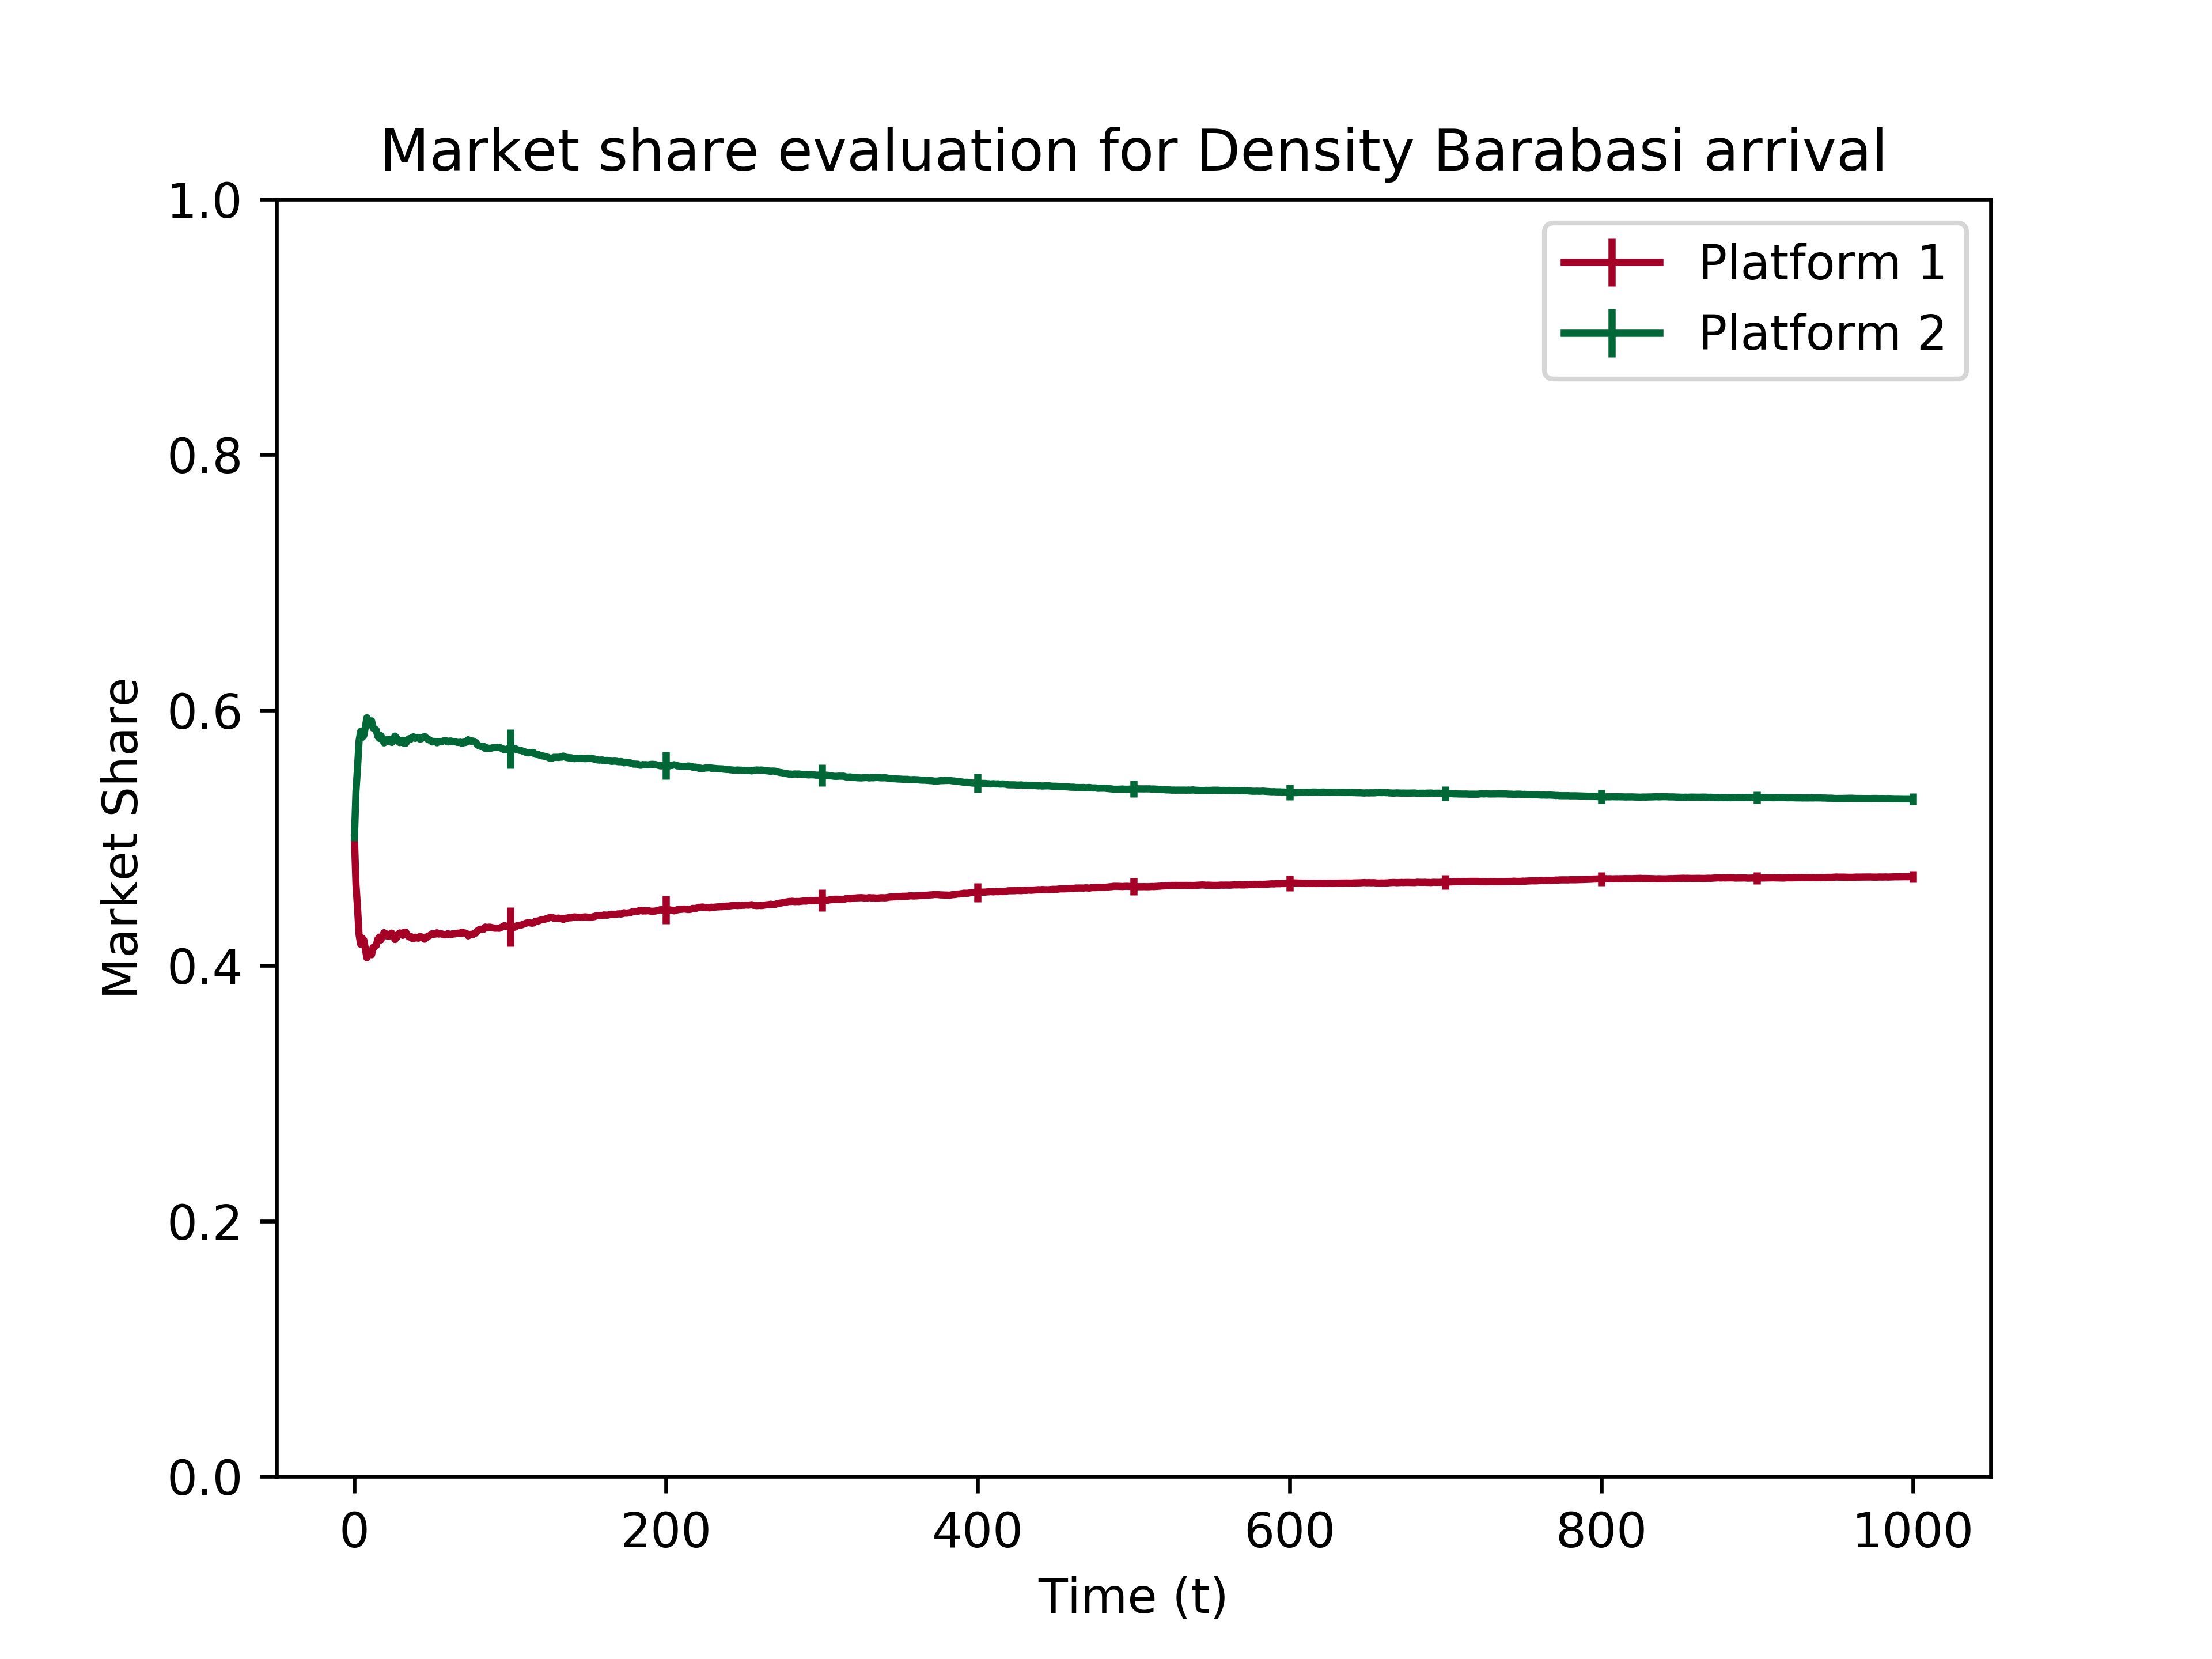 Market share evaluation for Density Barabasi arrival
1.0
Platform 1
Platform 2
0.8
0.6
0.4
0.2
0.0
Market Share
0 200 400 600 800 1000
Time (t)